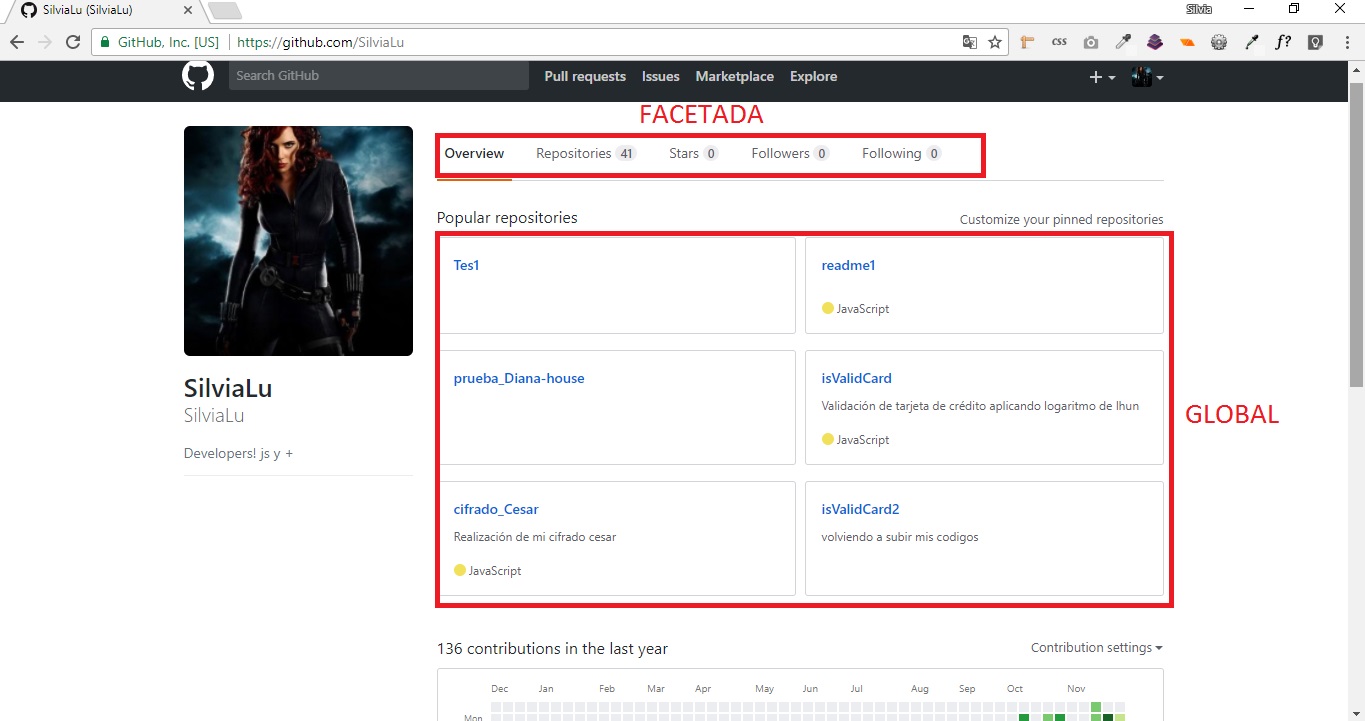 SilviaLu (SilviaLu)
Silvia
GitHub, Inc. [US] https://github.com/SilviaLu
css
f?
Search GitHub
Pull requests Issues Marketplace Explore
FACETADA
Overview Repositories 41 Stars 0 Followers 0 Following 0
Popular repositories
Customize your pinned repositories
Tes1
readme1
JavaScript
prueba_Diana-house
isValidCard
Validación de tarjeta de crédito aplicando logaritmo de lhun
JavaScript
GLOBAL
cifrado_Cesar
Realización de mi cifrado cesar
JavaScript
isValidCard2
volviendo a subir mis codigos
SilviaLu
SilviaLu
Developers! js y +
136 contributions in the last year
Contribution settings
Dec Jan Feb Mar Apr May Jun Jul Aug Sep Oct Nov
Mon